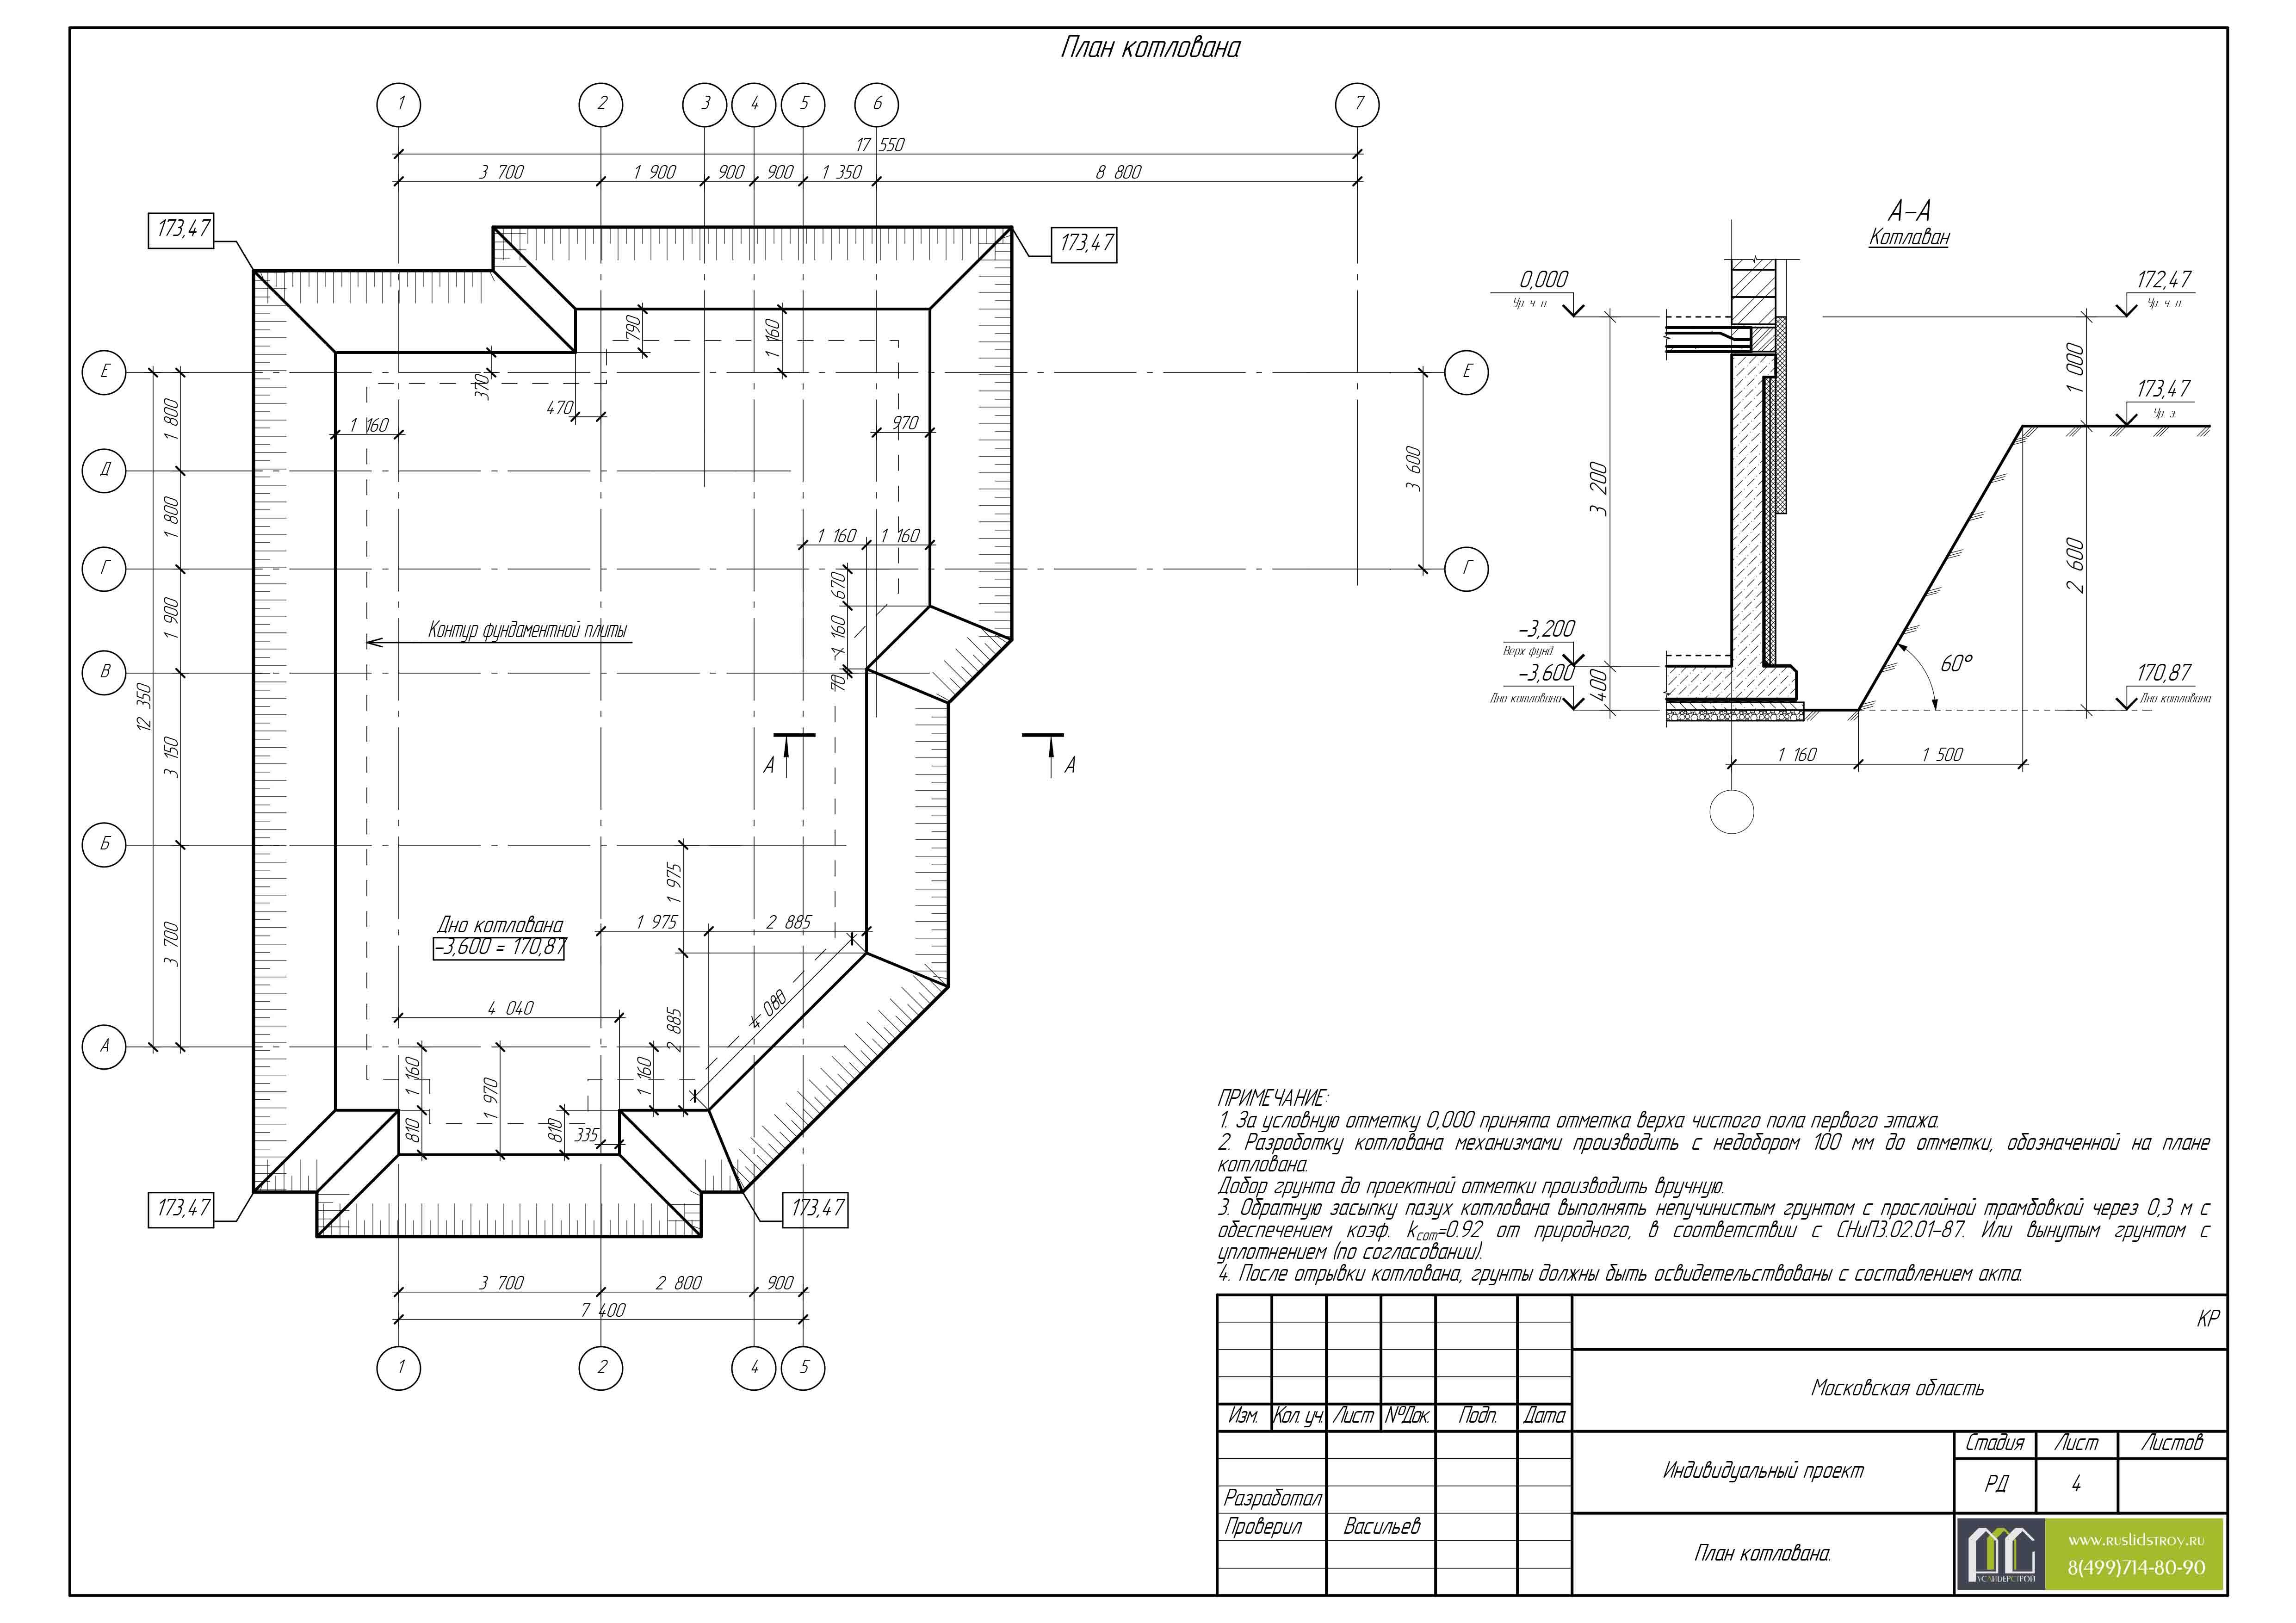 План котлована
1 2 3 4 5 6 7
17 550
3 700 1 900 900 900 1 350 8 800
173,47
173,47
790
1 160
370
470
1 160
970
Е
Д
Г
В
Б
А
1 800
1 800
1 900
3 150
3 700
12 350
Е
Г
3 600
1 160 1 160
670
1 160
70
Контур фундаментной плиты
А А
1 975
1 975 2 885
2 885
4 080
Дно котлована
-3,600 = 170,87
4 040
1 160
1 970
1 160
810
810
335
173,47
173,47
3 700 2 800 900
7 400
1 2 4 5
А-А
Котлаван
0,000
Ур. ч. п.
172,47
Ур. ч. п.
1 000
173,47
Ур. з.
3 200
2 600
-3,200
Верх фунд.
-3,600
Дно котлована
400
60°
170,87
Дно котлована
1 160 1 500
ПРИМЕЧАНИЕ:
1. За условную отметку 0,000 принята отметка верха чистого пола первого этажа.
2. Разроботку котлована механизмами производить с недобором 100 мм до отметки, обозначенной на плане
котлована.
Добор грунта до проектной отметки производить вручную.
3. Обратную засыпку пазух котлована выполнять непучинистым грунтом с прослойной трамбовкой через 0,3 м с
обеспечением коэф. kcom=0.92 от природного, в соответствии с СНиП3.02.01-87. Или вынутым грунтом с
уплотнением (по согласовании).
4. После отрывки котлована, грунты должны быть освидетельствованы с составлением акта.
КР
Московская область
Изм. Кол. уч. Лист №Док. Подп. Дата
Индивидуальный проект
Стадия Лист Листов
РД 4
Разработал
Проверил Васильев
План котлована.
УСЛИДЕРСТРОЙ
www.ruslidstroy.ru
8(499)714-80-90